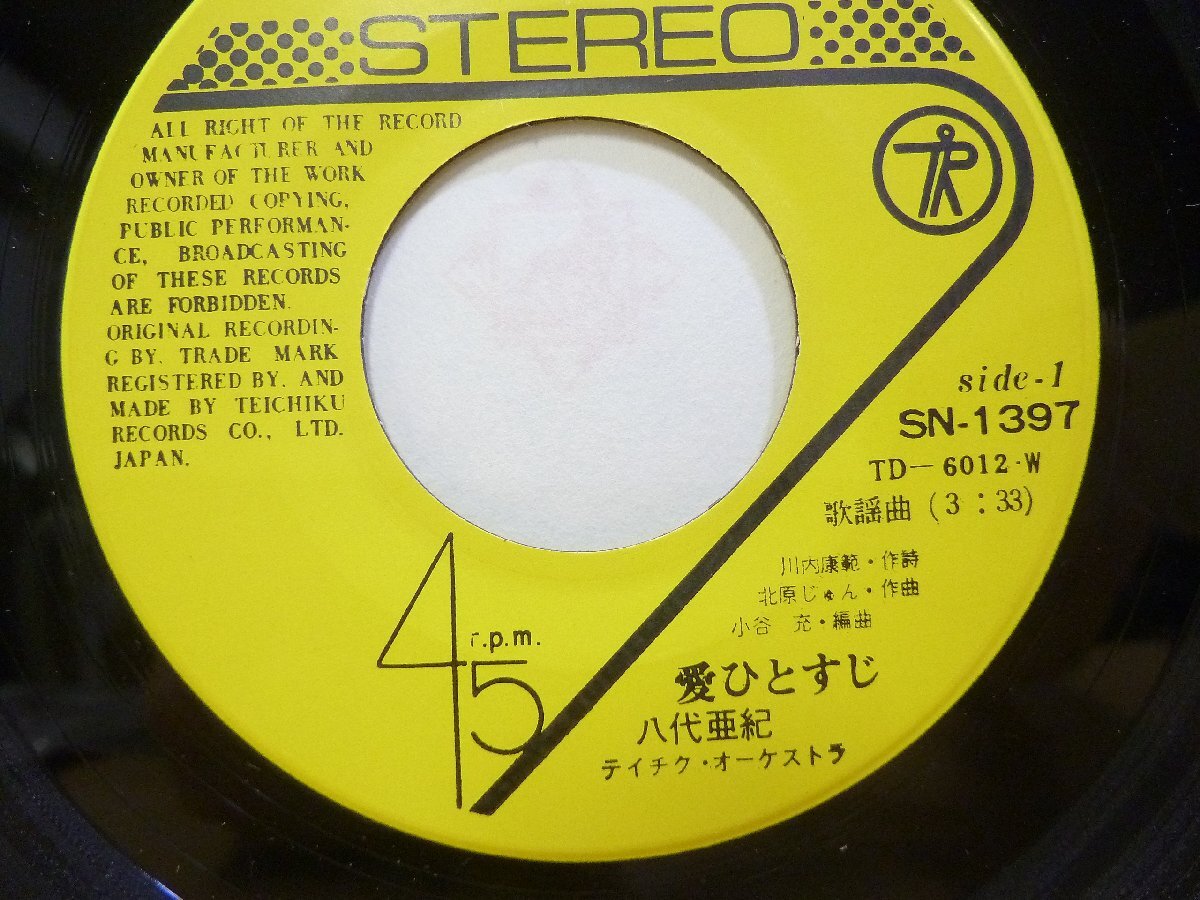 STEREO
ALL RIGHT OF THE RECORD
MANUFACTURER AND
OWNER OF THE WORK
RECORDED COPYING,
PUBLIC PERFORMAN-
CE, BROADCASTING
OF THESE RECORDS
ARE FORBIDDEN.
ORIGINAL RECORDIN-
G BY. TRADE MARK
REGISTERED BY. AND
MADE BY TEICHIKU
RECORDS CO., LTD.
JAPAN.
TR
side-1
SN-1397
TD-6012-W
歌謡曲 (3:33)
川内康範・作詩
北原じゅん・作曲
小谷 充・編曲
45 r.p.m.
愛ひとすじ
八代亜紀
テイチク・オーケストラ